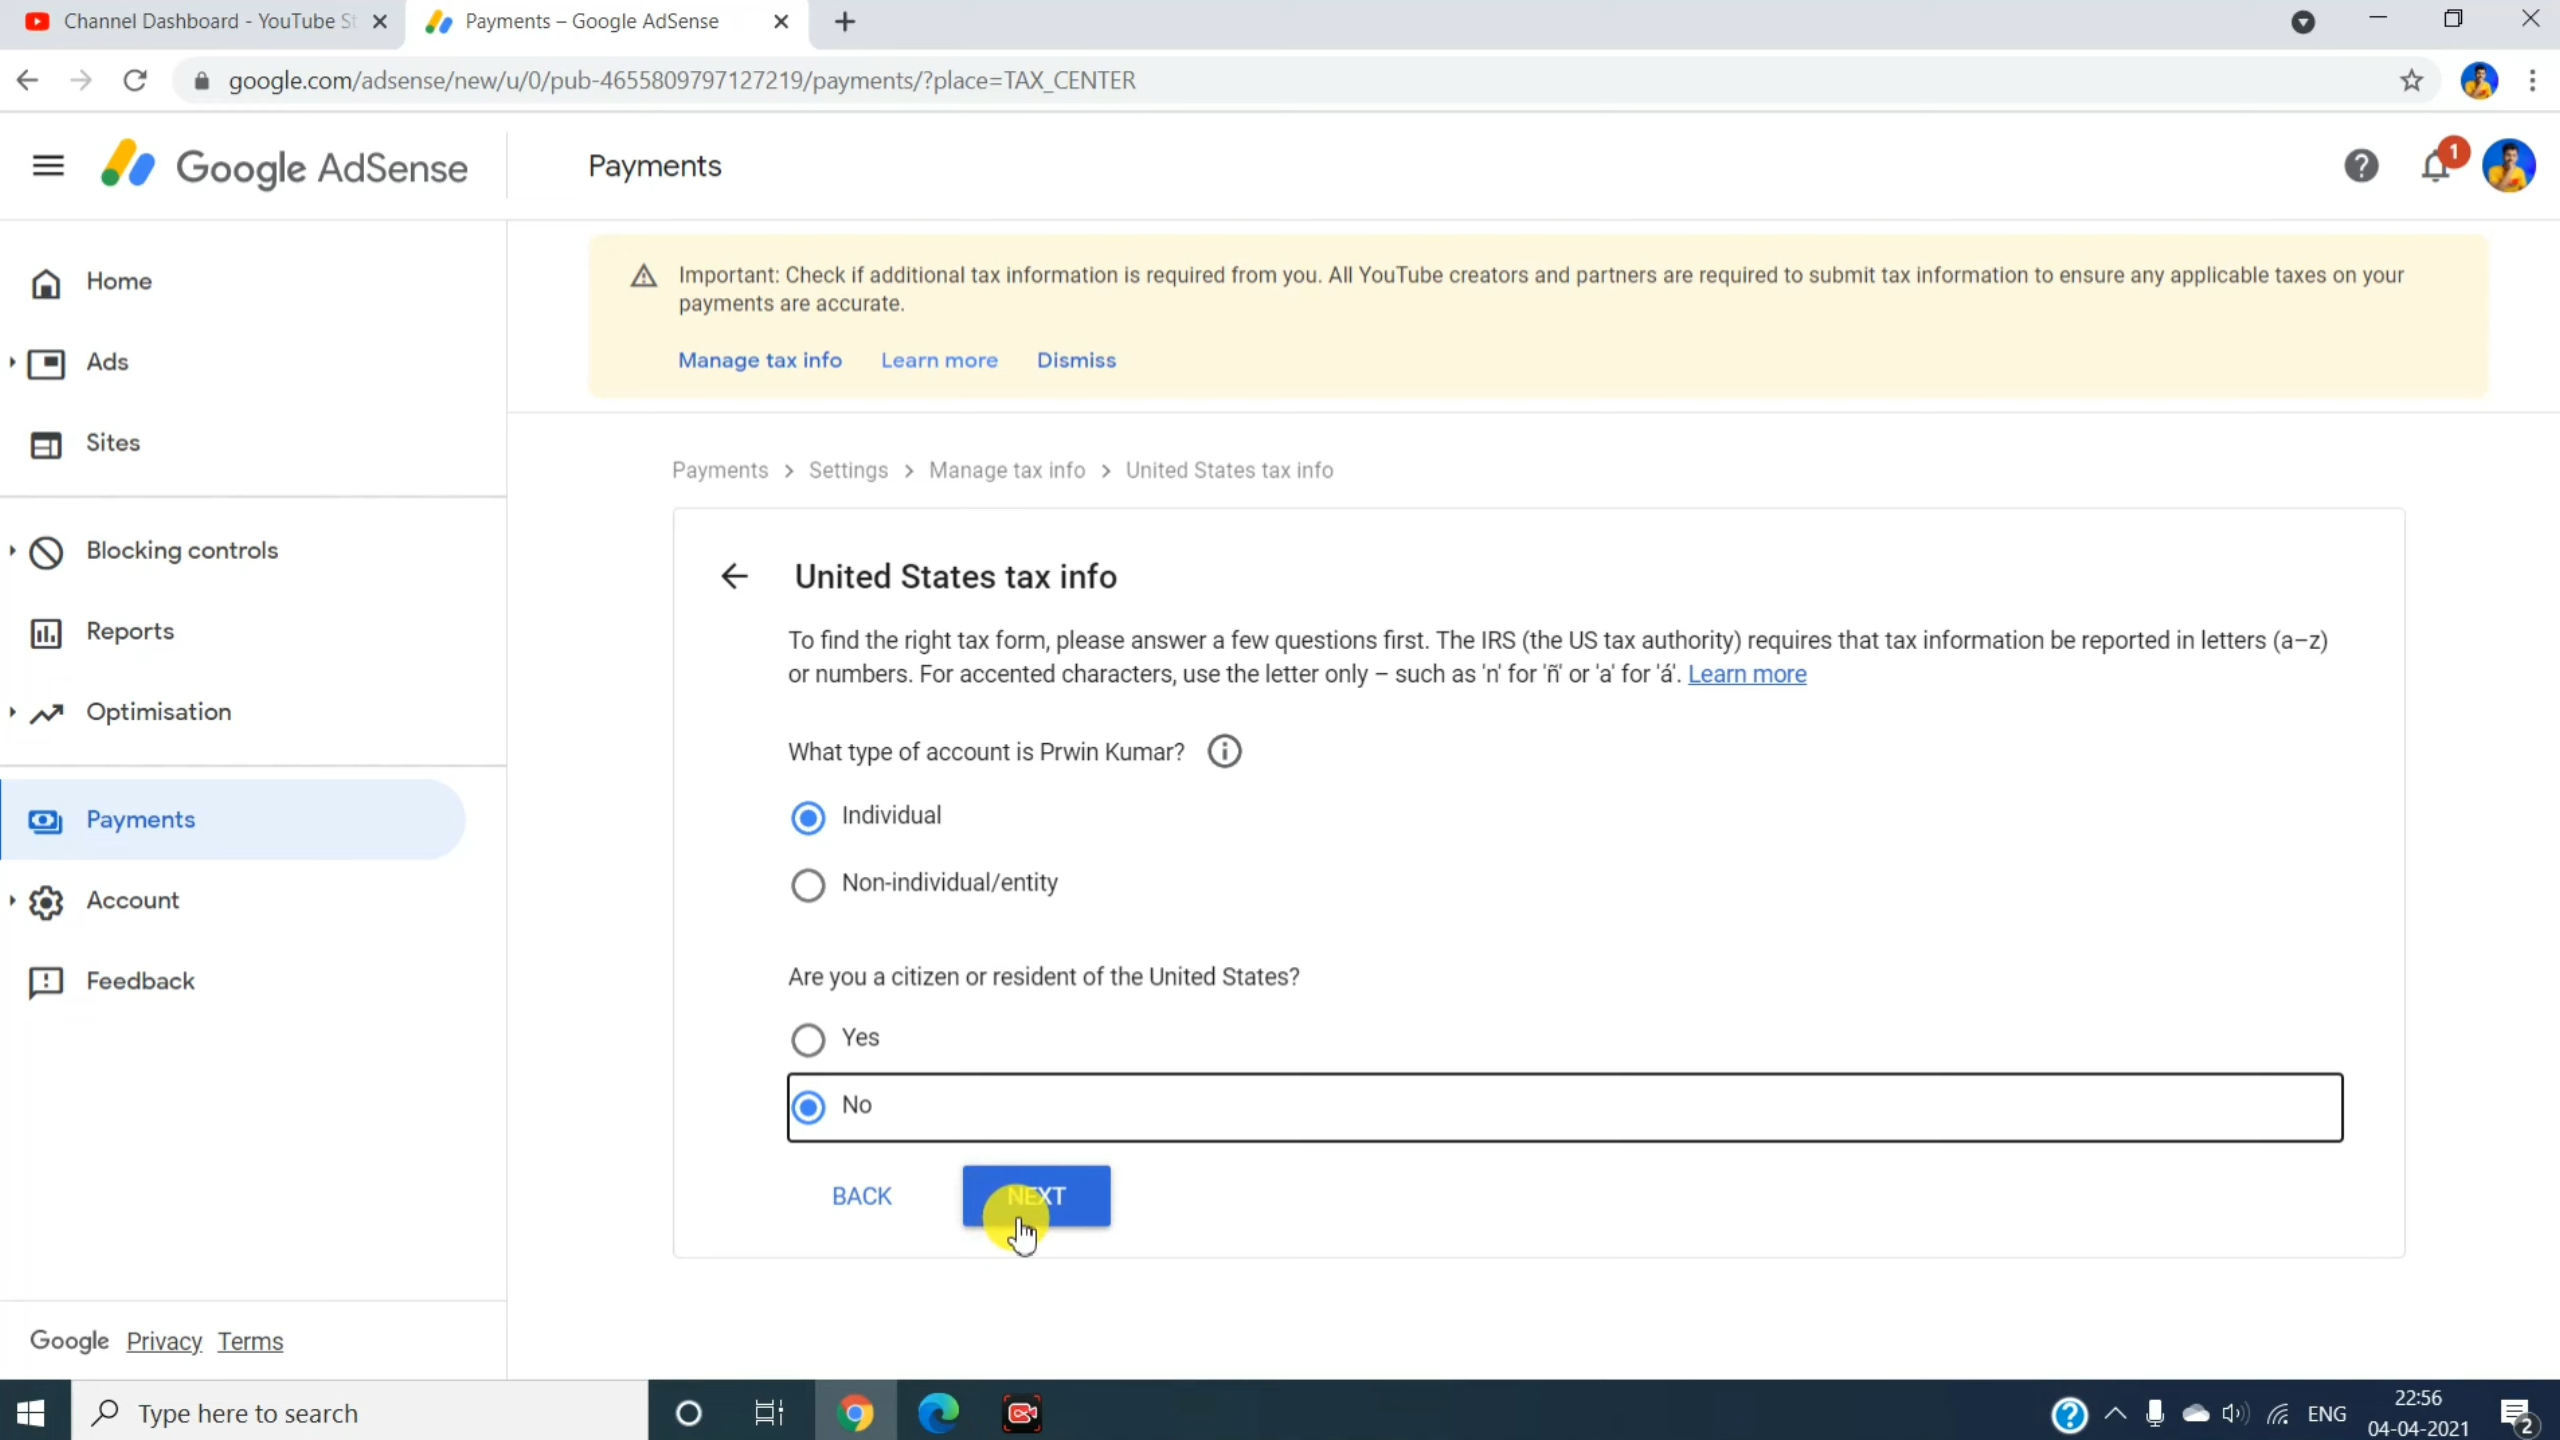 Channel Dashboard - YouTube St
Payments – Google AdSense
google.com/adsense/new/u/0/pub-4655809797127219/payments/?place=TAX_CENTER
Google AdSense
Payments
1
Home
Ads
Sites
Blocking controls
Reports
Optimisation
Payments
Account
Feedback
Google Privacy Terms
Important: Check if additional tax information is required from you. All YouTube creators and partners are required to submit tax information to ensure any applicable taxes on your
payments are accurate.
Manage tax info Learn more Dismiss
Payments > Settings > Manage tax info > United States tax info
United States tax info
To find the right tax form, please answer a few questions first. The IRS (the US tax authority) requires that tax information be reported in letters (a–z)
or numbers. For accented characters, use the letter only – such as 'n' for 'ñ' or 'a' for 'á'. Learn more
What type of account is Prwin Kumar?
Individual
Non-individual/entity
Are you a citizen or resident of the United States?
Yes
No
BACK NEXT
Type here to search
ENG
22:56
04-04-2021
2